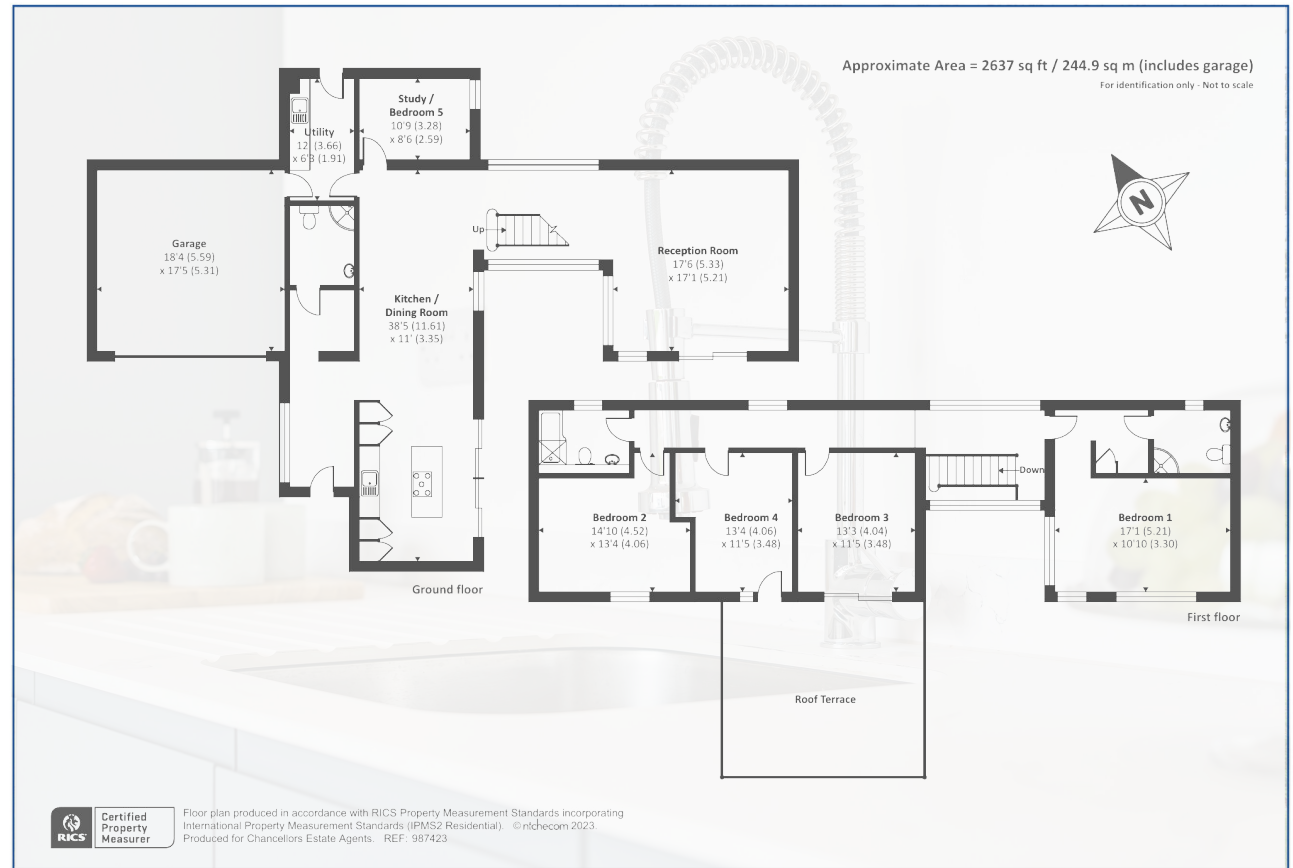 Approximate Area = 2637 sq ft / 244.9 sq m (includes garage)
For identification only - Not to scale
Study /
Bedroom 5
10'9 (3.28)
x 8'6 (2.59)
Utility
12' (3.66)
x 6'3 (1.91)
N
Garage
18'4 (5.59)
x 17'5 (5.31)
Up
Reception Room
17'6 (5.33)
x 17'1 (5.21)
Kitchen /
Dining Room
38'5 (11.61)
x 11' (3.35)
Ground floor
Down
Bedroom 2
14'10 (4.52)
x 13'4 (4.06)
Bedroom 4
13'4 (4.06)
x 11'5 (3.48)
Bedroom 3
13'3 (4.04)
x 11'5 (3.48)
Bedroom 1
17'1 (5.21)
x 10'10 (3.30)
First floor
Roof Terrace
RICS
Certified
Property
Measurer
Floor plan produced in accordance with RICS Property Measurement Standards incorporating
International Property Measurement Standards (IPMS2 Residential). © nichecom 2023.
Produced for Chancellors Estate Agents. REF: 987423